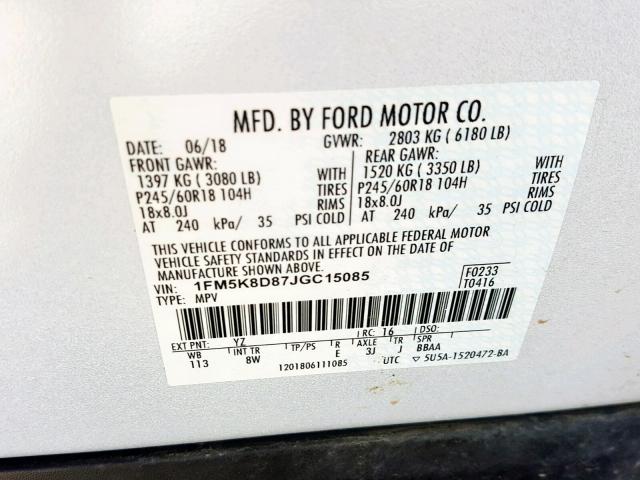 MFD. BY FORD MOTOR CO.
DATE: 06/18 GVWR: 2803 KG ( 6180 LB)
FRONT GAWR: REAR GAWR:
1397 KG ( 3080 LB) WITH 1520 KG ( 3350 LB) WITH
P245/60R18 104H TIRES P245/60R18 104H TIRES
18x8.0J RIMS 18x8.0J RIMS
AT 240 kPa/ 35 PSI COLD AT 240 kPa/ 35 PSI COLD
THIS VEHICLE CONFORMS TO ALL APPLICABLE FEDERAL MOTOR
VEHICLE SAFETY STANDARDS IN EFFECT ON THE DATE OF
MANUFACTURE SHOWN ABOVE.
VIN: 1FM5K8D87JGC15085 F0233
TYPE: MPV T0416
EXT PNT: YZ RC: 16 DSO:
WB INT TR TP/PS R AXLE TR SPR
113 8W E 3J J BBAA
1201806111085 UTC ▽ 5U5A-1520472-BA